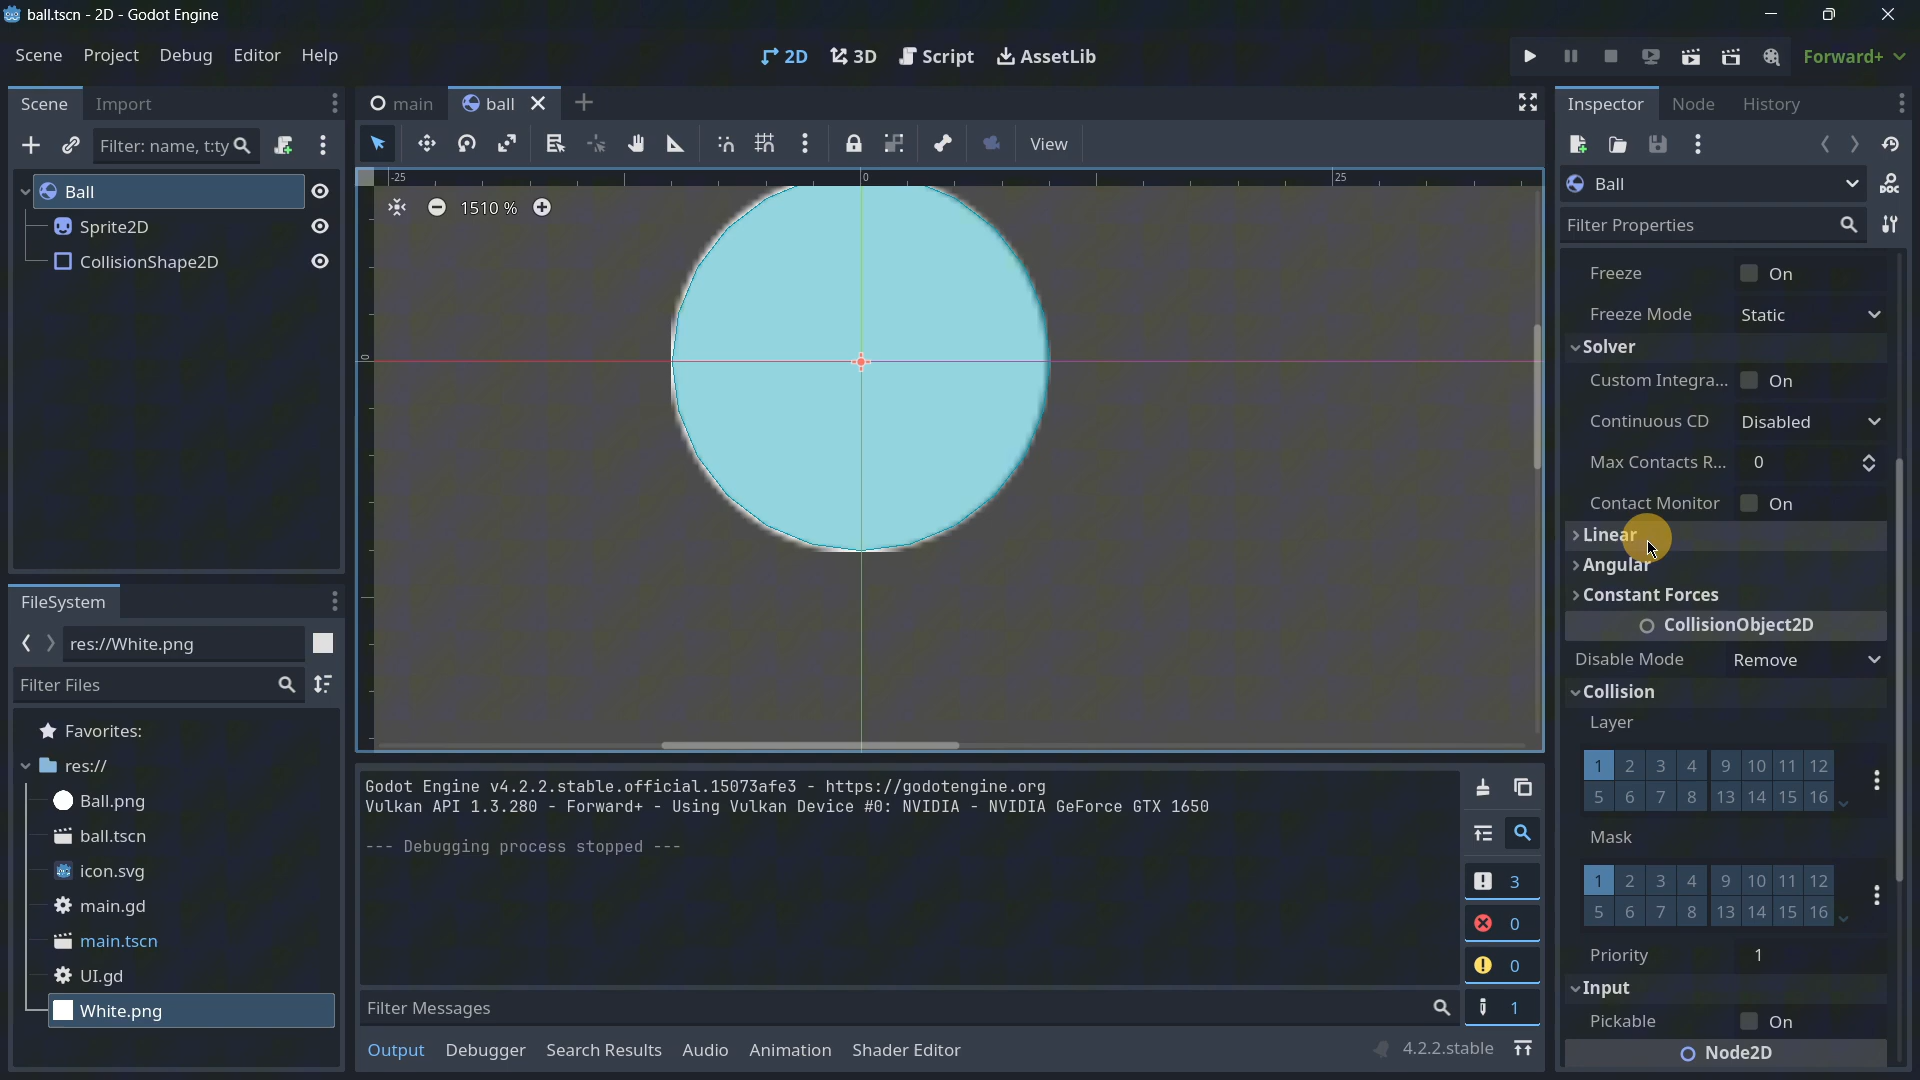 ball.tscn - 2D - Godot Engine
Scene Project Debug Editor Help
2D 3D Script AssetLib
Forward+
Scene Import
main ball
Inspector Node History
Filter: name, t:ty
View
Ball
Sprite2D
CollisionShape2D
-25 0 25
0
1510 %
Ball
Filter Properties
Freeze On
Freeze Mode Static
Solver
Custom Integra... On
Continuous CD Disabled
Max Contacts R... 0
Contact Monitor On
Linear
Angular
Constant Forces
CollisionObject2D
Disable Mode Remove
Collision
Layer
1 2 3 4 9 10 11 12
5 6 7 8 13 14 15 16
Mask
1 2 3 4 9 10 11 12
5 6 7 8 13 14 15 16
Priority 1
Input
Pickable On
Node2D
FileSystem
res://White.png
Filter Files
Favorites:
res://
Ball.png
ball.tscn
icon.svg
main.gd
main.tscn
UI.gd
White.png
Godot Engine v4.2.2.stable.official.15073afe3 - https://godotengine.org
Vulkan API 1.3.280 - Forward+ - Using Vulkan Device #0: NVIDIA - NVIDIA GeForce GTX 1650
--- Debugging process stopped ---
3
0
0
1
Filter Messages
Output Debugger Search Results Audio Animation Shader Editor
4.2.2.stable